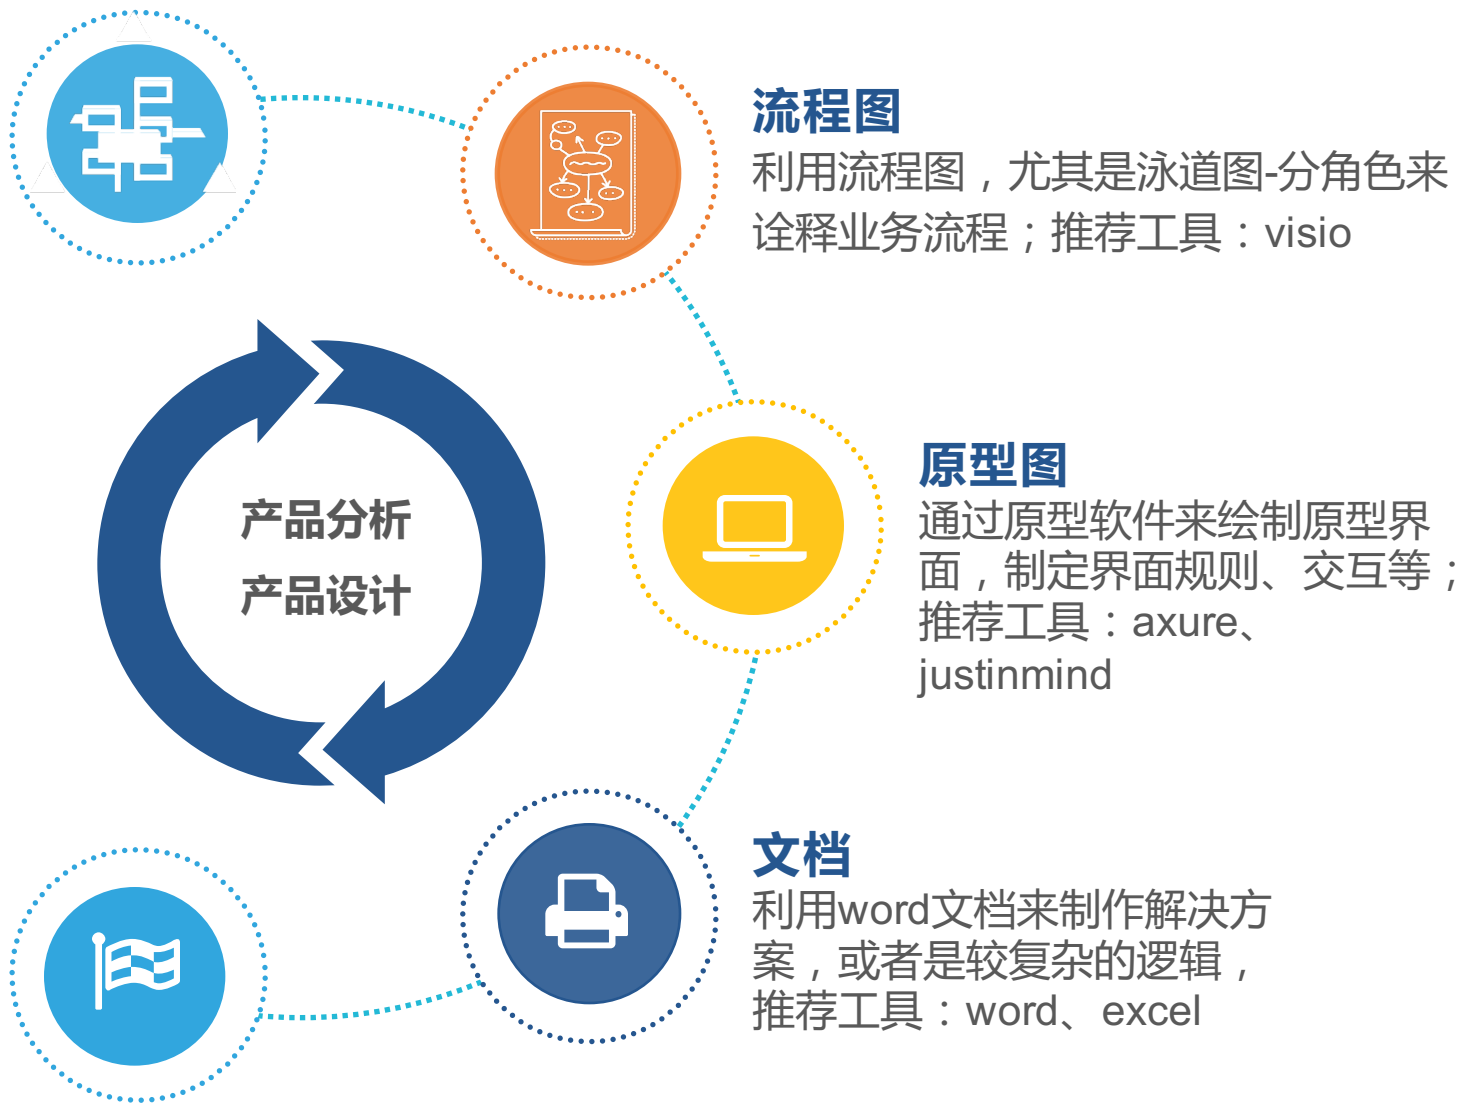 流程图
利用流程图，尤其是泳道图-分角色来
诠释业务流程；推荐工具：visio
产品分析
产品设计
原型图
通过原型软件来绘制原型界
面，制定界面规则、交互等；
推荐工具：axure、
justinmind
文档
利用word文档来制作解决方
案，或者是较复杂的逻辑，
推荐工具：word、excel